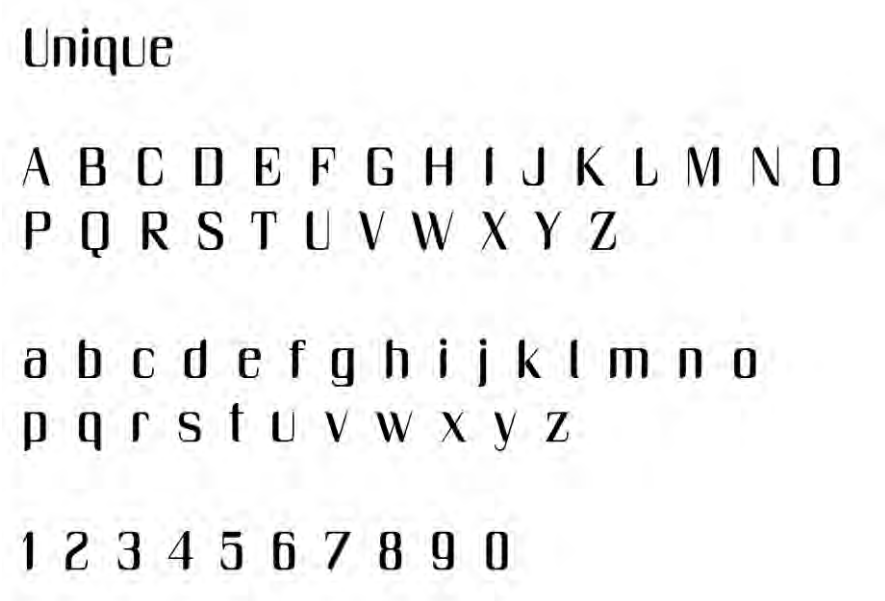 Unique
A B C D E F G H I J K L M N O
P Q R S T U V W X Y Z
a b c d e f g h i j k l m n o
p q r s t u v w x y z
1 2 3 4 5 6 7 8 9 0